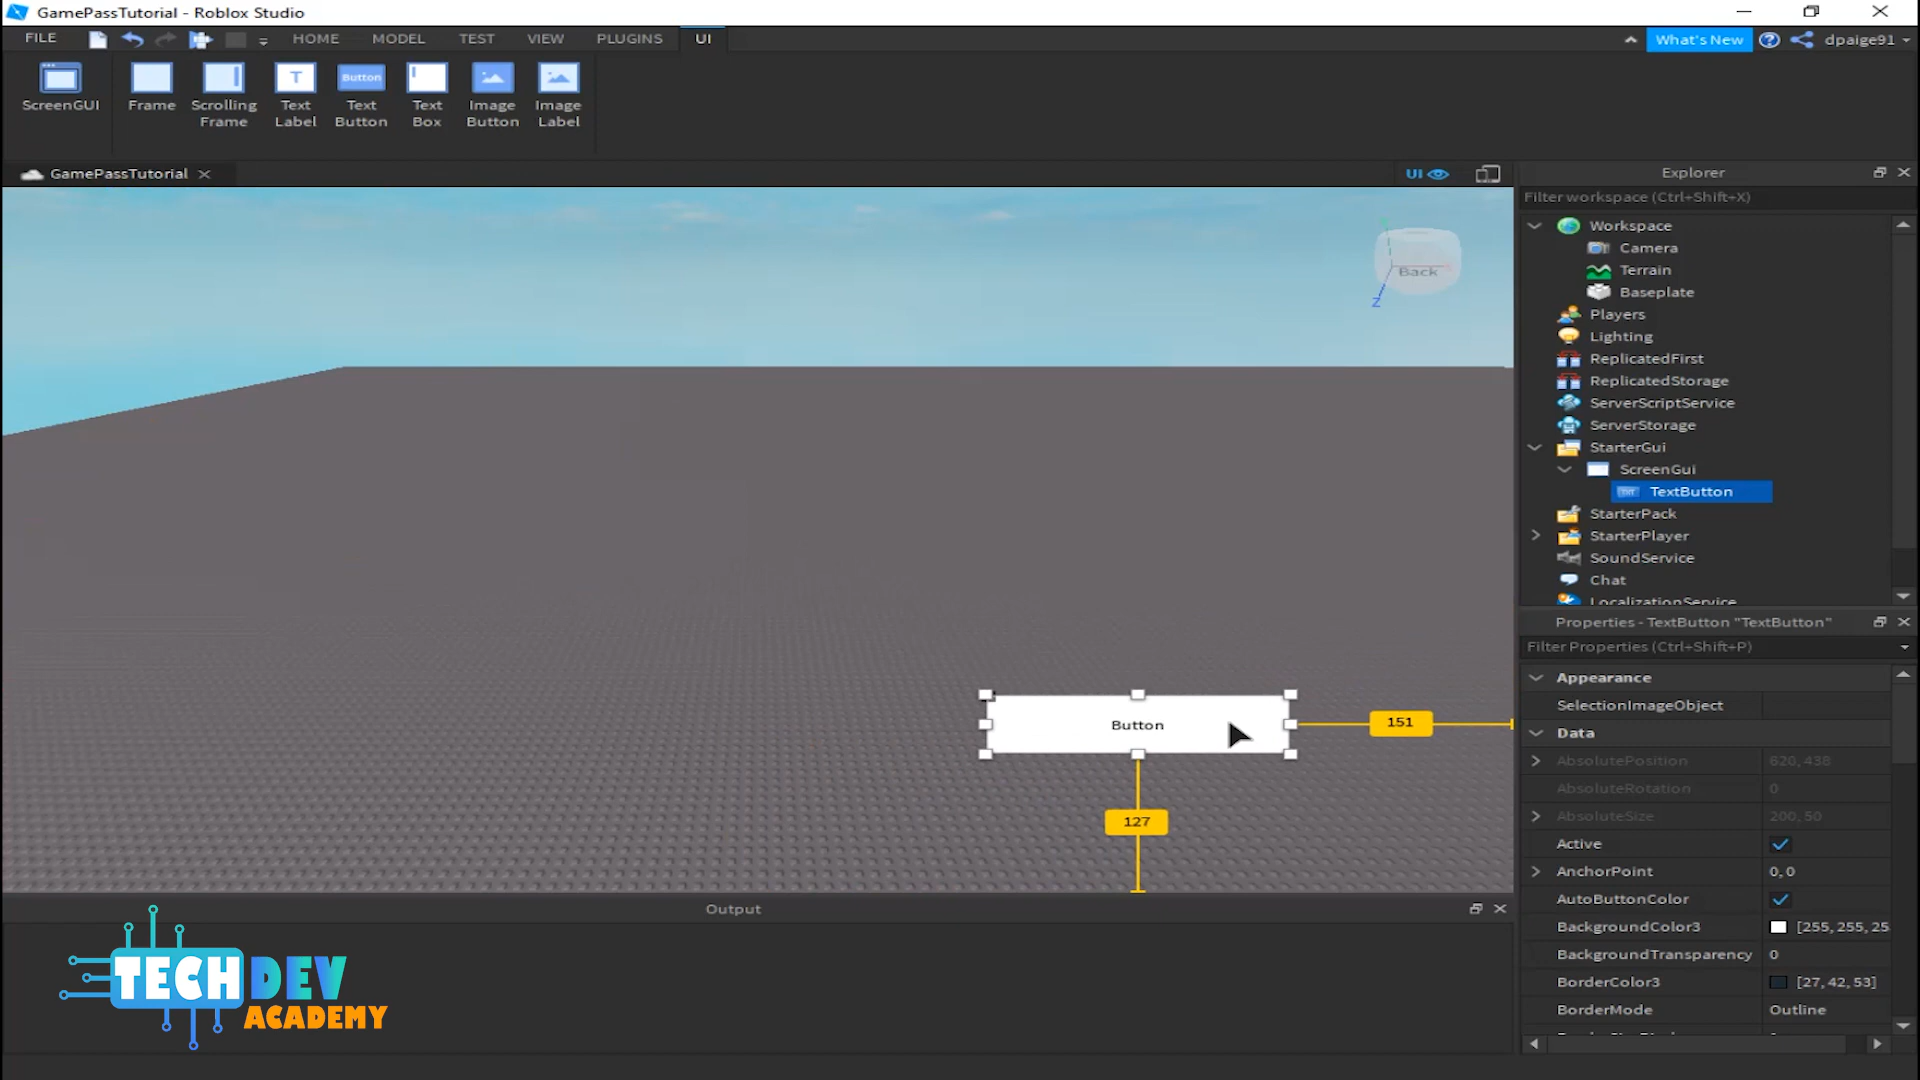 GamePassTutorial - Roblox Studio
FILE
HOME
MODEL
TEST
VIEW
PLUGINS
UI
What's New
dpaige91
ScreenGUI
Frame
Scrolling
Frame
T
Text
Label
Button
Text
Button
Text
Box
Image
Button
Image
Label
GamePassTutorial
UI
Back
Z
Button
151
127
Output
TECH DEV
ACADEMY
Explorer
Filter workspace (Ctrl+Shift+X)
Workspace
Camera
Terrain
Baseplate
Players
Lighting
ReplicatedFirst
ReplicatedStorage
ServerScriptService
ServerStorage
StarterGui
ScreenGui
TextButton
StarterPack
StarterPlayer
SoundService
Chat
LocalizationService
Properties - TextButton "TextButton"
Filter Properties (Ctrl+Shift+P)
Appearance
SelectionImageObject
Data
AbsolutePosition 620, 438
AbsoluteRotation 0
AbsoluteSize 200, 50
Active
AnchorPoint 0, 0
AutoButtonColor
BackgroundColor3 [255, 255, 25
BackgroundTransparency 0
BorderColor3 [27, 42, 53]
BorderMode Outline